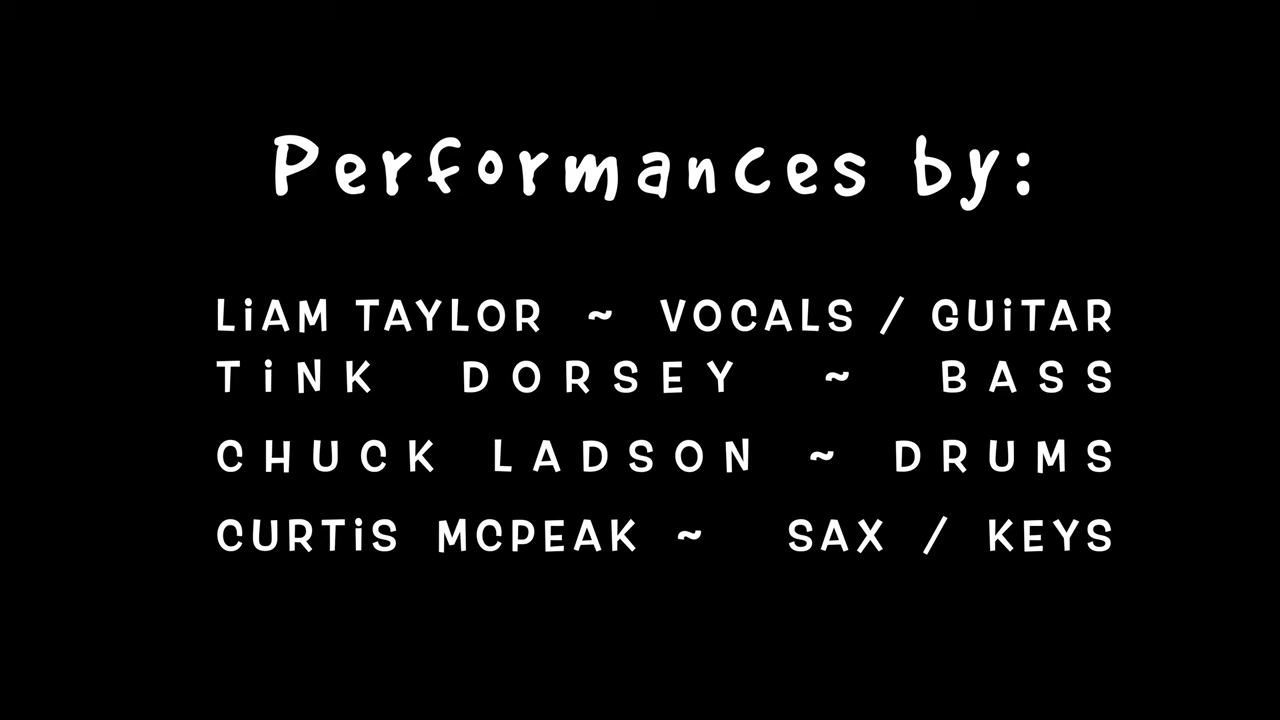 Performances by:
LiAM TAYLOR ~ VOCALS / GUiTAR
TiNK DORSEY ~ BASS
CHUCK LADSON ~ DRUMS
CURTiS MCPEAK ~ SAX / KEYS